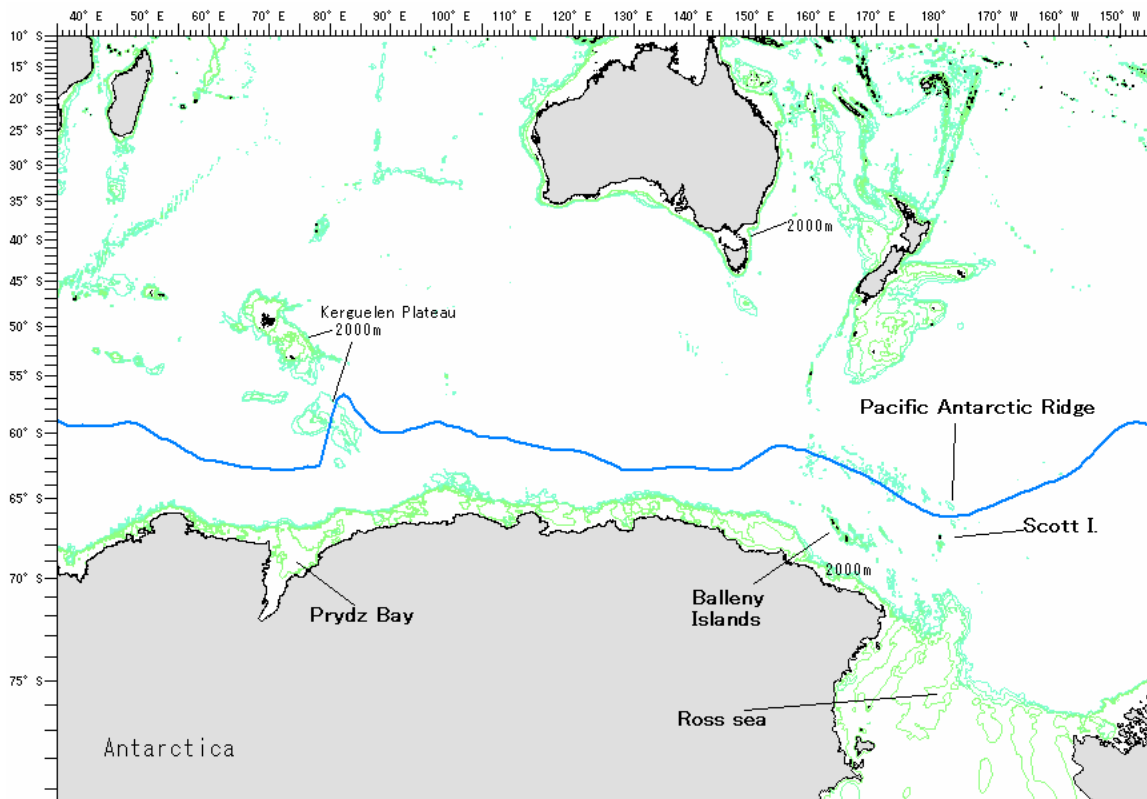 40° E 50° E 60° E 70° E 80° E 90° E 100° E 110° E 120° E 130° E 140° E 150° E 160° E 170° E 180° 170° W 160° W 150° W
10° S
15° S
20° S
25° S
30° S
35° S
40° S
45° S
50° S
55° S
60° S
65° S
70° S
75° S
2000m
Kerguelen Plateau
2000m
Pacific Antarctic Ridge
Scott I.
2000m
Balleny
Islands
Prydz Bay
Ross sea
Antarctica